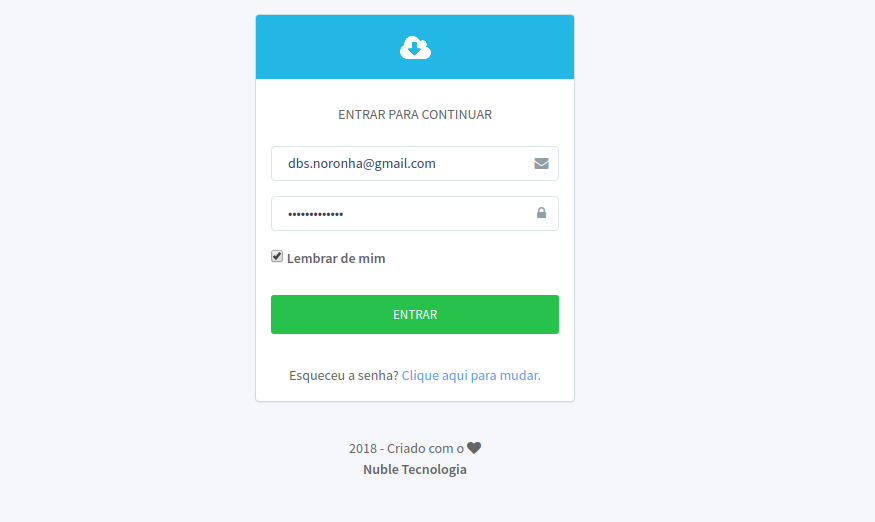 ENTRAR PARA CONTINUAR
dbs.noronha@gmail.com
•••••••••••••
Lembrar de mim
ENTRAR
Esqueceu a senha? Clique aqui para mudar.
2018 - Criado com o ♥
Nuble Tecnologia